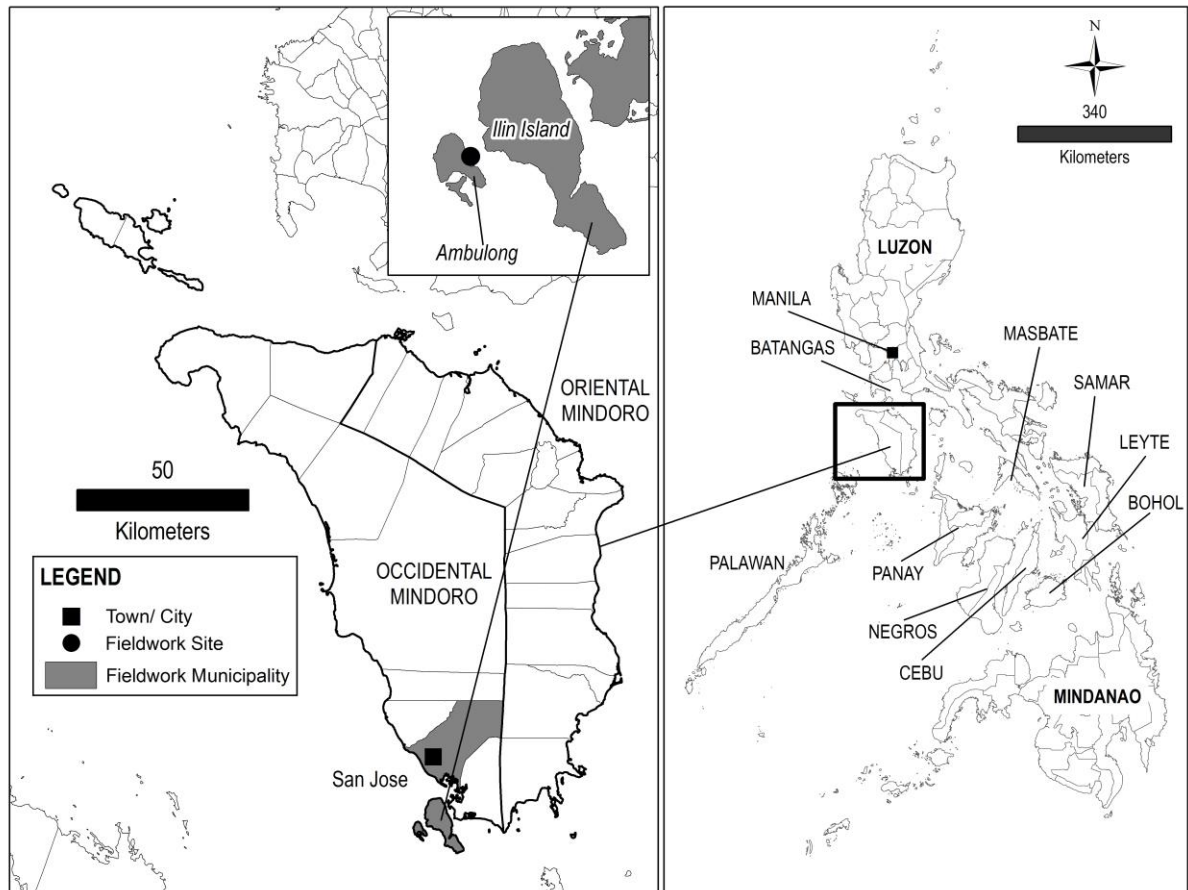 Ilin Island
Ambulong
ORIENTAL
MINDORO
50
Kilometers
OCCIDENTAL
MINDORO
LEGEND
Town/ City
Fieldwork Site
Fieldwork Municipality
San Jose
N
340
Kilometers
LUZON
MANILA
BATANGAS
MASBATE
SAMAR
LEYTE
BOHOL
PALAWAN
PANAY
NEGROS
CEBU
MINDANAO